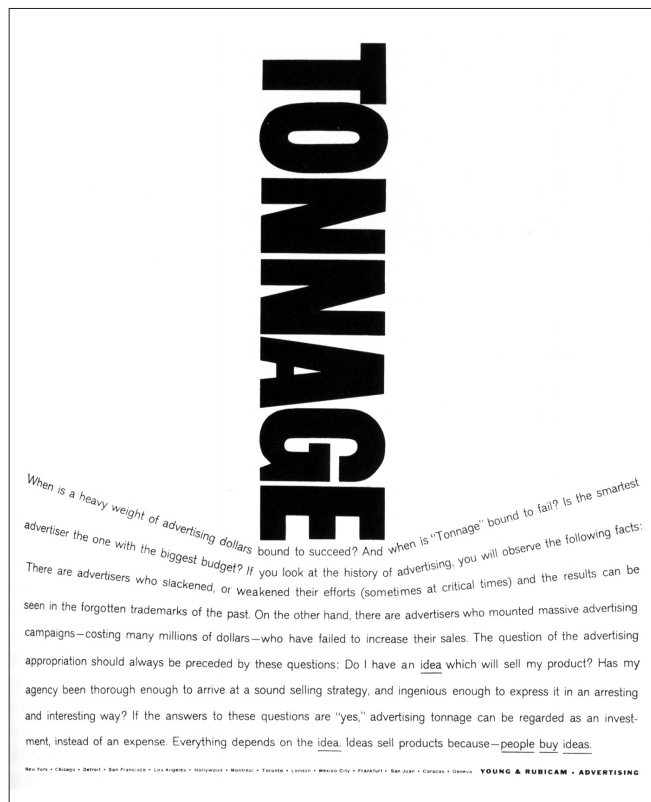 TONNAGE
When is a heavy weight of advertising dollars bound to succeed? And when is "Tonnage" bound to fail? Is the smartest
advertiser the one with the biggest budget? If you look at the history of advertising, you will observe the following facts:
There are advertisers who slackened, or weakened their efforts (sometimes at critical times) and the results can be
seen in the forgotten trademarks of the past. On the other hand, there are advertisers who mounted massive advertising
campaigns—costing many millions of dollars—who have failed to increase their sales. The question of the advertising
appropriation should always be preceded by these questions: Do I have an idea which will sell my product? Has my
agency been thorough enough to arrive at a sound selling strategy, and ingenious enough to express it in an arresting
and interesting way? If the answers to these questions are "yes," advertising tonnage can be regarded as an invest-
ment, instead of an expense. Everything depends on the idea. Ideas sell products because—people buy ideas.
New York • Chicago • Detroit • San Francisco • Los Angeles • Hollywood • Montreal • Toronto • London • Mexico City • Frankfurt • San Juan • Caracas • Geneva YOUNG & RUBICAM • ADVERTISING